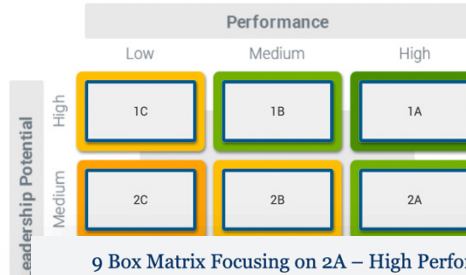 Performance
Low Medium High
High 1C 1B 1A
Leadership Potential
Medium 2C 2B 2A
9 Box Matrix Focusing on 2A – High Perfo